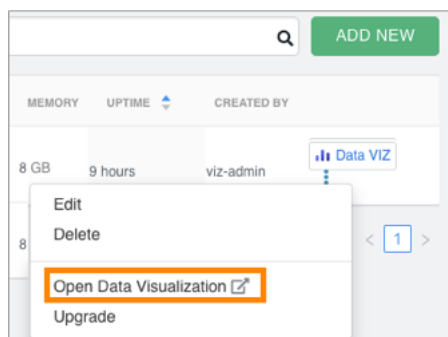 ADD NEW
MEMORY UPTIME CREATED BY
8 GB 9 hours viz-admin Data VIZ
Edit
Delete
8 < 1 >
Open Data Visualization
Upgrade